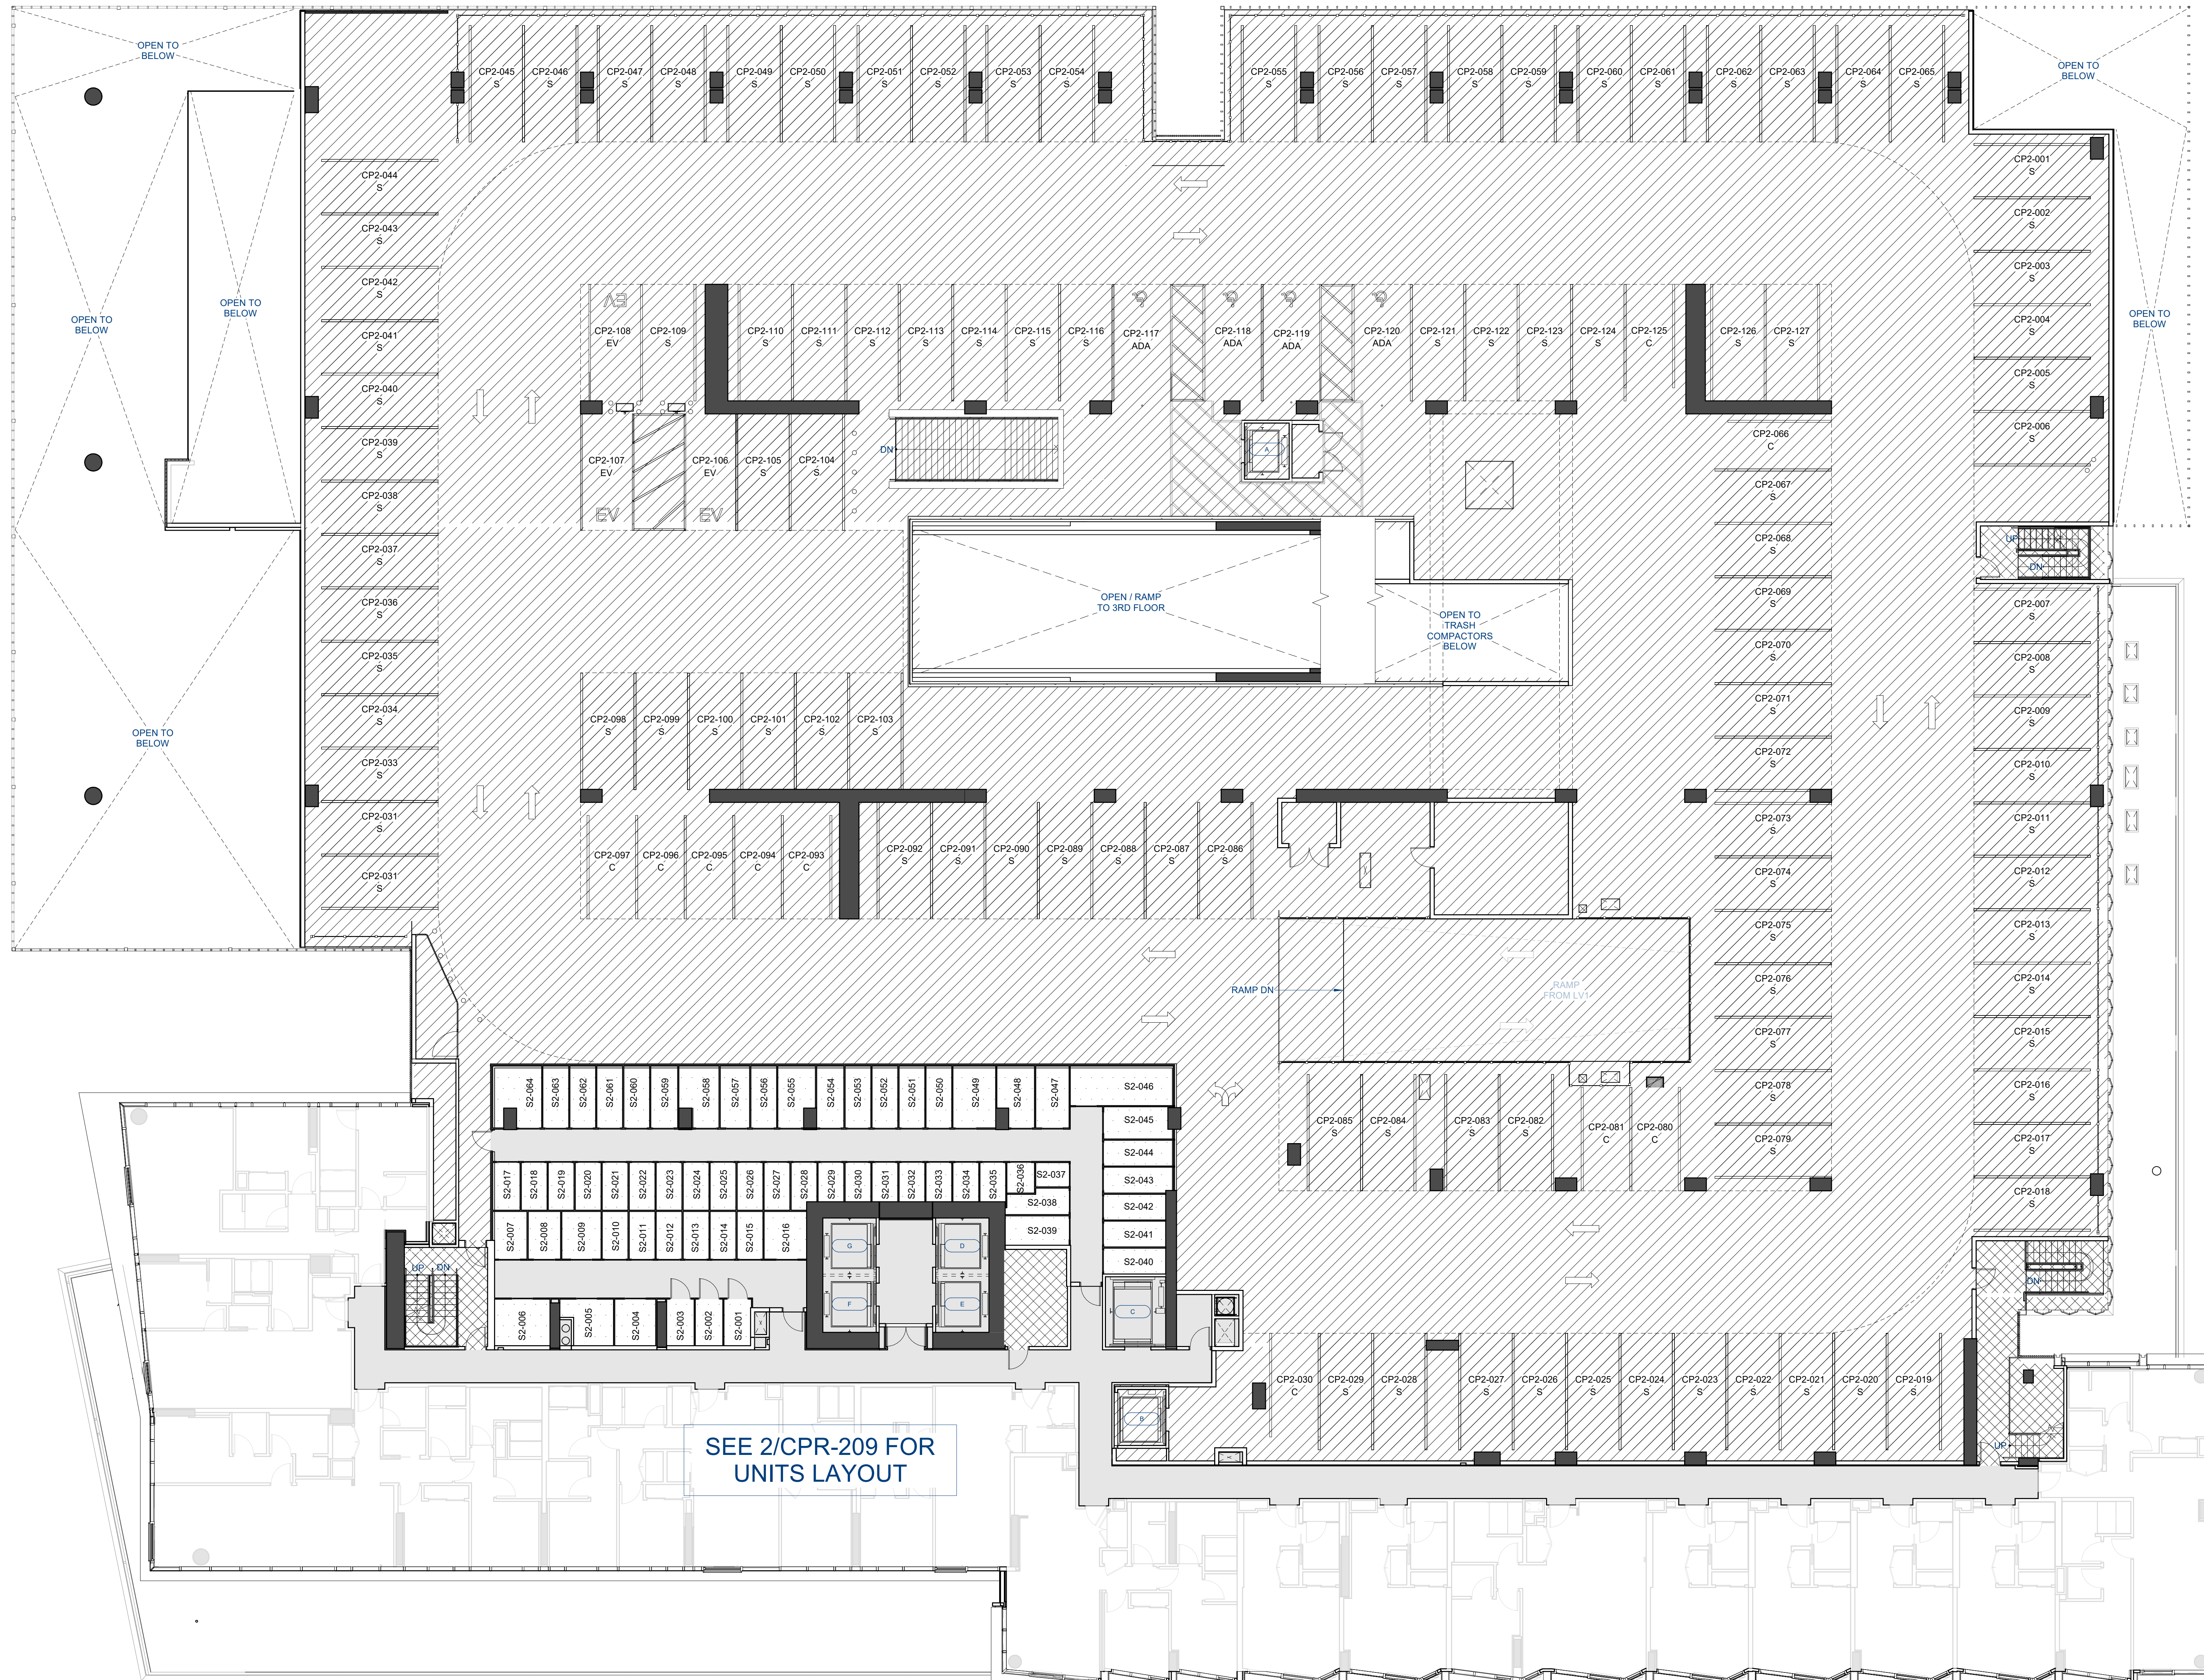 OPEN TO
BELOW
CP2-045
S
CP2-046
S
CP2-047
S
CP2-048
S
CP2-049
S
CP2-050
S
CP2-051
S
CP2-052
S
CP2-053
S
CP2-054
S
CP2-055
S
CP2-056
S
CP2-057
S
CP2-058
S
CP2-059
S
CP2-060
S
CP2-061
S
CP2-062
S
CP2-063
S
CP2-064
S
CP2-065
S
OPEN TO
BELOW
CP2-044
S
CP2-043
S
CP2-042
S
CP2-041
S
CP2-040
S
CP2-039
S
CP2-038
S
CP2-037
S
CP2-036
S
CP2-035
S
CP2-034
S
CP2-033
S
CP2-031
S
CP2-031
S
OPEN TO
BELOW
OPEN TO
BELOW
OPEN TO
BELOW
EV
CP2-108
EV
CP2-109
S
CP2-110
S
CP2-111
S
CP2-112
S
CP2-113
S
CP2-114
S
CP2-115
S
CP2-116
S
CP2-117
ADA
CP2-118
ADA
CP2-119
ADA
CP2-120
ADA
CP2-121
S
CP2-122
S
CP2-123
S
CP2-124
S
CP2-125
C
CP2-126
S
CP2-127
S
CP2-107
EV
EV
CP2-106
EV
EV
CP2-105
S
CP2-104
S
DN
A
OPEN / RAMP
TO 3RD FLOOR
OPEN TO
TRASH
COMPACTORS
BELOW
CP2-066
C
CP2-067
S
CP2-068
S
CP2-069
S
CP2-070
S
CP2-071
S
CP2-072
S
CP2-073
S
CP2-074
S
CP2-075
S
CP2-076
S
CP2-077
S
CP2-078
S
CP2-079
S
CP2-001
S
CP2-002
S
CP2-003
S
CP2-004
S
CP2-005
S
CP2-006
S
OPEN TO
BELOW
UP
DN
CP2-007
S
CP2-008
S
CP2-009
S
CP2-010
S
CP2-011
S
CP2-012
S
CP2-013
S
CP2-014
S
CP2-015
S
CP2-016
S
CP2-017
S
CP2-018
S
CP2-098
S
CP2-099
S
CP2-100
S
CP2-101
S
CP2-102
S
CP2-103
S
CP2-097
C
CP2-096
C
CP2-095
C
CP2-094
C
CP2-093
C
CP2-092
S
CP2-091
S
CP2-090
S
CP2-089
S
CP2-088
S
CP2-087
S
CP2-086
S
RAMP DN
RAMP
FROM LV1
CP2-085
S
CP2-084
S
CP2-083
S
CP2-082
S
CP2-081
C
CP2-080
C
S2-064
S2-063
S2-062
S2-061
S2-060
S2-059
S2-058
S2-057
S2-056
S2-055
S2-054
S2-053
S2-052
S2-051
S2-050
S2-049
S2-048
S2-047
S2-046
S2-045
S2-044
S2-043
S2-042
S2-041
S2-040
S2-017
S2-018
S2-019
S2-020
S2-021
S2-022
S2-023
S2-024
S2-025
S2-026
S2-027
S2-028
S2-029
S2-030
S2-031
S2-032
S2-033
S2-034
S2-035
S2-036
S2-037
S2-038
S2-039
S2-007
S2-008
S2-009
S2-010
S2-011
S2-012
S2-013
S2-014
S2-015
S2-016
G
D
F
E
C
UP
DN
S2-006
S2-005
S2-004
S2-003
S2-002
S2-001
DN
UP
B
CP2-030
C
CP2-029
S
CP2-028
S
CP2-027
S
CP2-026
S
CP2-025
S
CP2-024
S
CP2-023
S
CP2-022
S
CP2-021
S
CP2-020
S
CP2-019
S
SEE 2/CPR-209 FOR
UNITS LAYOUT